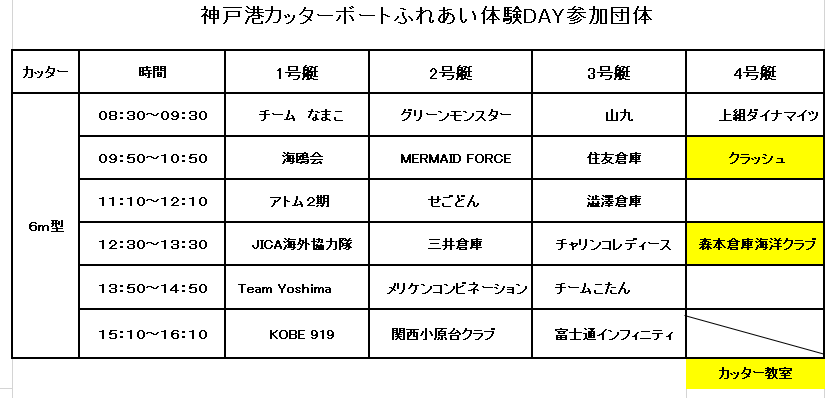 神戸港カッターボートふれあい体験DAY参加団体
カッター 時間 1号艇 2号艇 3号艇 4号艇
08:30～09:30 チーム なまこ グリーンモンスター 山九 上組ダイナマイツ
09:50～10:50 海鴎会 MERMAID FORCE 住友倉庫 クラッシュ
11:10～12:10 アトム2期 せごどん 澁澤倉庫
6m型
12:30～13:30 JICA海外協力隊 三井倉庫 チャリンコレディース 森本倉庫海洋クラブ
13:50～14:50 Team Yoshima メリケンコンビネーション チームこたん
15:10～16:10 KOBE 919 関西小原台クラブ 富士通インフィニティ
カッター教室